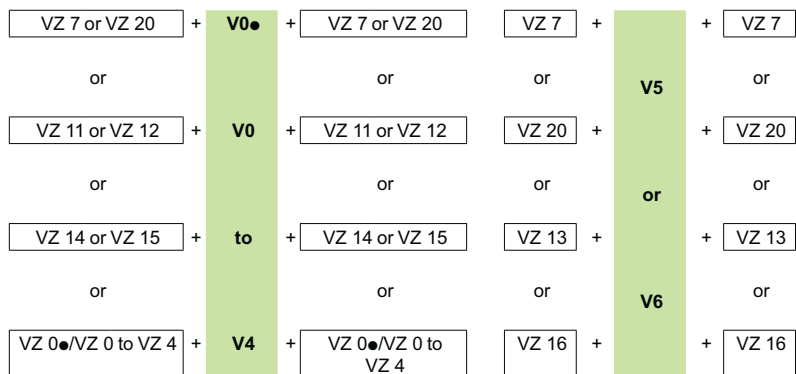 VZ 7 or VZ 20 + V0● + VZ 7 or VZ 20 VZ 7 + + VZ 7
or or or or
V5
VZ 11 or VZ 12 + V0 + VZ 11 or VZ 12 VZ 20 + + VZ 20
or or or or
or
VZ 14 or VZ 15 + to + VZ 14 or VZ 15 VZ 13 + + VZ 13
or or or or
V6
VZ 0●/VZ 0 to VZ 4 + V4 + VZ 0●/VZ 0 to VZ 16 + + VZ 16
VZ 4